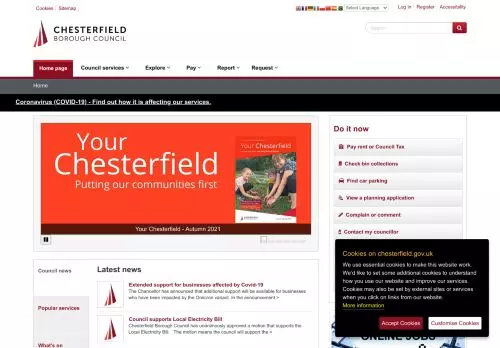 Cookies Sitemap
Select Language
Log in Register Accessibility
CHESTERFIELD
BOROUGH COUNCIL
Search
Home page Council services Explore Pay Report Request
Home
Coronavirus (COVID-19) - Find out how it is affecting our services.
Your
Chesterfield
Putting our communities first
Your Chesterfield
Your Chesterfield - Autumn 2021
Do it now
Pay rent or Council Tax
Check bin collections
Find car parking
View a planning application
Complain or comment
Contact my councillor
Council news
Popular services
What's on
Latest news
Extended support for businesses affected by Covid-19
The Chancellor has announced that additional support will be available for businesses
who have been impacted by the Omicron variant. In the announcement >
Council supports Local Electricity Bill
Chesterfield Borough Council has unanimously approved a motion that supports the
Local Electricity Bill. The motion means the council will support the >
Cookies on chesterfield.gov.uk
We use essential cookies to make this website work.
We'd like to set some additional cookies to understand
how you use our website and improve our services.
Cookies may also be set by external sites or services
when you click on links from our website.
More information
Accept Cookies Customise Cookies
ONLINE JOBS